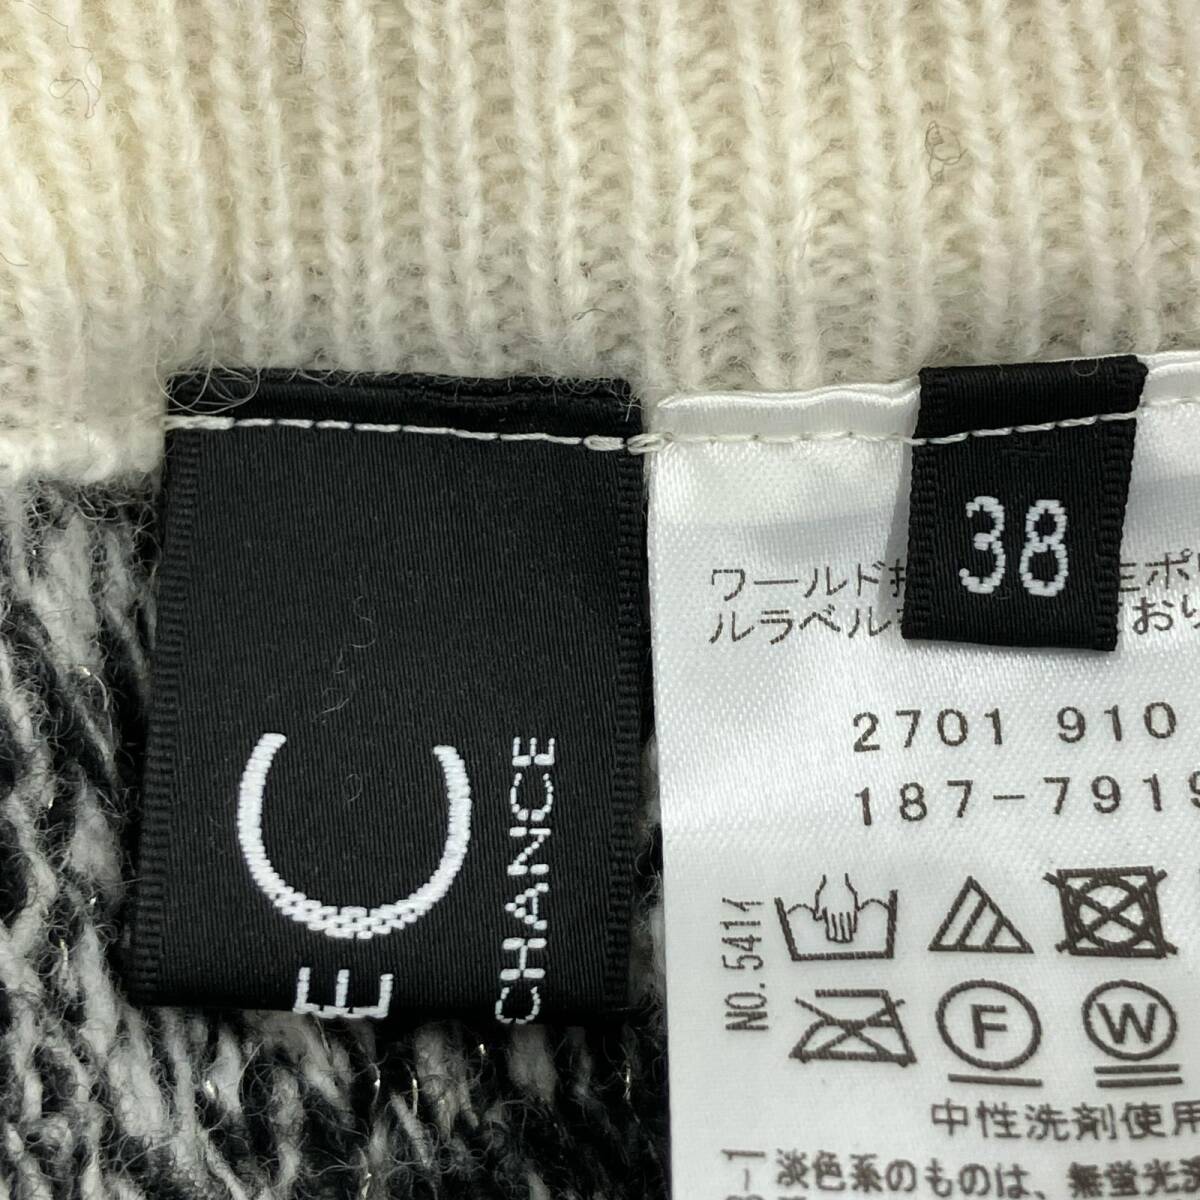 E C
CHANCE
38
ワールド
ルラベル
おり
2701 910
187-7919
NO.5414
F
W
中性洗剤使用
淡色系のものは、無蛍光